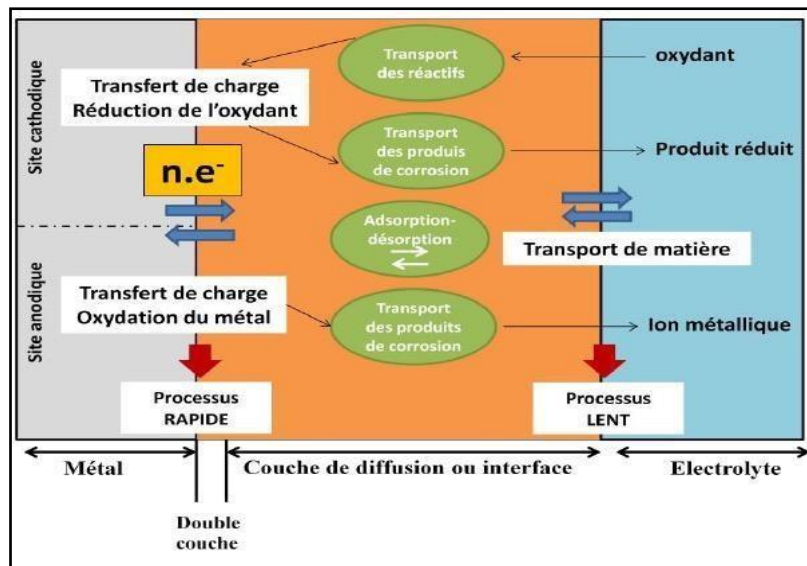 Site cathodique
Transfert de charge
Réduction de l’oxydant
Transport
des réactifs
oxydant
Transport
des produis
de corrosion
Produit réduit
n.e-
Adsorption-
désorption
Transport de matière
Site anodique
Transfert de charge
Oxydation du métal
Transport
des produits
de corrosion
Ion métallique
Processus
RAPIDE
Processus
LENT
Métal
Couche de diffusion ou interface
Electrolyte
Double
couche